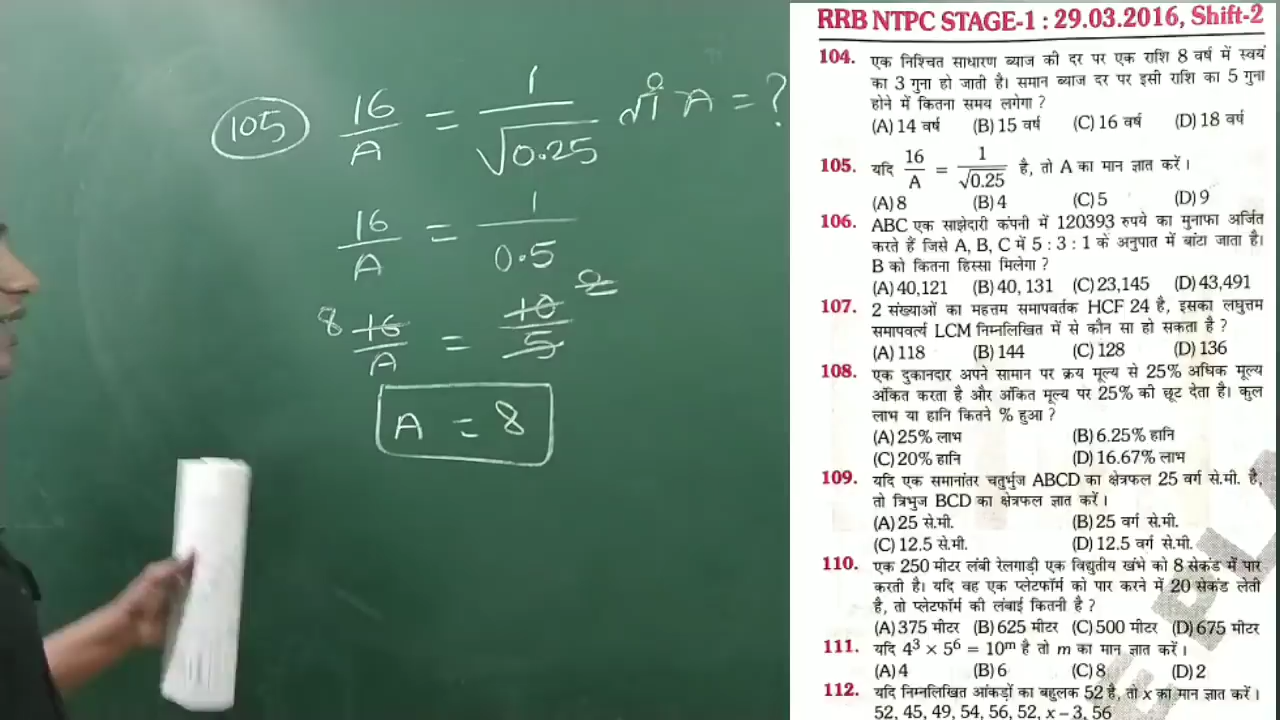 105 16/A = 1/√0.25 तो A = ?
16/A = 1/0.5
8 16/A = 10/5 2
A = 8
RRB NTPC STAGE-1 : 29.03.2016, Shift-2
104. एक निश्चित साधारण ब्याज की दर पर एक राशि 8 वर्ष में स्वयं
का 3 गुना हो जाती है। समान ब्याज दर पर इसी राशि का 5 गुना
होने में कितना समय लगेगा ?
(A) 14 वर्ष (B) 15 वर्ष (C) 16 वर्ष (D) 18 वर्ष
105. यदि 16/A = 1/√0.25 है, तो A का मान ज्ञात करें।
(A) 8 (B) 4 (C) 5 (D) 9
106. ABC एक साझेदारी कंपनी में 120393 रुपये का मुनाफा अर्जित
करते हैं जिसे A, B, C में 5 : 3 : 1 के अनुपात में बांटा जाता है।
B को कितना हिस्सा मिलेगा ?
(A) 40,121 (B) 40, 131 (C) 23,145 (D) 43,491
107. 2 संख्याओं का महत्तम समापवर्तक HCF 24 है, इसका लघुत्तम
समापवर्त्य LCM निम्नलिखित में से कौन सा हो सकता है ?
(A) 118 (B) 144 (C) 128 (D) 136
108. एक दुकानदार अपने सामान पर क्रय मूल्य से 25% अधिक मूल्य
अंकित करता है और अंकित मूल्य पर 25% की छूट देता है। कुल
लाभ या हानि कितने % हुआ ?
(A) 25% लाभ (B) 6.25% हानि
(C) 20% हानि (D) 16.67% लाभ
109. यदि एक समानांतर चतुर्भुज ABCD का क्षेत्रफल 25 वर्ग से.मी. है,
तो त्रिभुज BCD का क्षेत्रफल ज्ञात करें।
(A) 25 से.मी. (B) 25 वर्ग से.मी.
(C) 12.5 से.मी. (D) 12.5 वर्ग से.मी.
110. एक 250 मीटर लंबी रेलगाड़ी एक विद्युतीय खंभे को 8 सेकंड में पार
करती है। यदि वह एक प्लेटफॉर्म को पार करने में 20 सेकंड लेती
है, तो प्लेटफॉर्म की लंबाई कितनी है ?
(A) 375 मीटर (B) 625 मीटर (C) 500 मीटर (D) 675 मीटर
111. यदि 4³ × 5⁶ = 10ᵐ है तो m का मान ज्ञात करें।
(A) 4 (B) 6 (C) 8 (D) 2
112. यदि निम्नलिखित आंकड़ों का बहुलक 52 है, तो x का मान ज्ञात करें।
52, 45, 49, 54, 56, 52, x – 3, 56